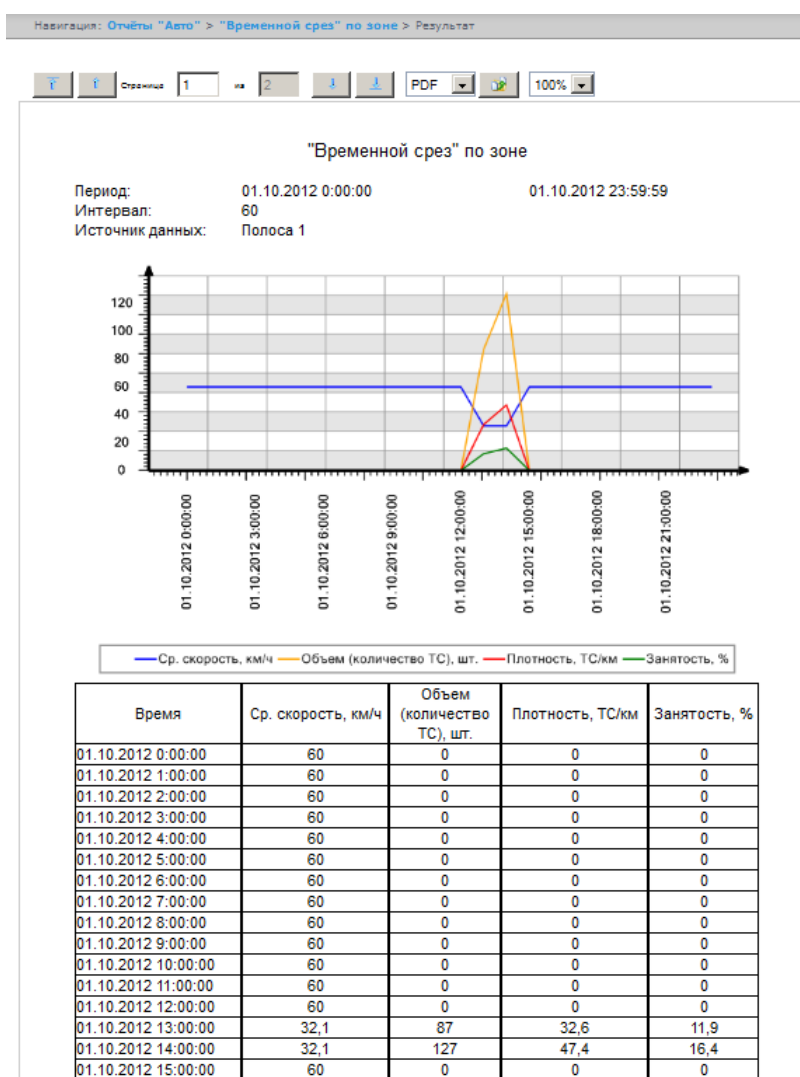 Навигация: Отчёты "Авто" > "Временной срез" по зоне > Результат
Страница 1 из 2 PDF 100%
"Временной срез" по зоне
Период: 01.10.2012 0:00:00 01.10.2012 23:59:59
Интервал: 60
Источник данных: Полоса 1
120
100
80
60
40
20
0
01.10.2012 0:00:00
01.10.2012 3:00:00
01.10.2012 6:00:00
01.10.2012 9:00:00
01.10.2012 12:00:00
01.10.2012 15:00:00
01.10.2012 18:00:00
01.10.2012 21:00:00
Ср. скорость, км/ч Объем (количество ТС), шт. Плотность, ТС/км Занятость, %
Время Ср. скорость, км/ч Объем (количество ТС), шт. Плотность, ТС/км Занятость, %
01.10.2012 0:00:00 60 0 0 0
01.10.2012 1:00:00 60 0 0 0
01.10.2012 2:00:00 60 0 0 0
01.10.2012 3:00:00 60 0 0 0
01.10.2012 4:00:00 60 0 0 0
01.10.2012 5:00:00 60 0 0 0
01.10.2012 6:00:00 60 0 0 0
01.10.2012 7:00:00 60 0 0 0
01.10.2012 8:00:00 60 0 0 0
01.10.2012 9:00:00 60 0 0 0
01.10.2012 10:00:00 60 0 0 0
01.10.2012 11:00:00 60 0 0 0
01.10.2012 12:00:00 60 0 0 0
01.10.2012 13:00:00 32,1 87 32,6 11,9
01.10.2012 14:00:00 32,1 127 47,4 16,4
01.10.2012 15:00:00 60 0 0 0